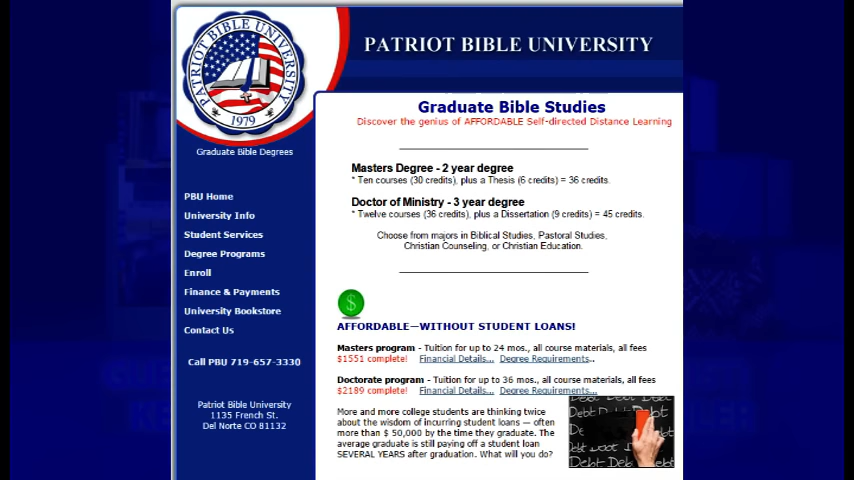 PATRIOT BIBLE UNIVERSITY
PATRIOT BIBLE UNIVERSITY
1979
Graduate Bible Degrees
PBU Home
University Info
Student Services
Degree Programs
Enroll
Finance & Payments
University Bookstore
Contact Us
Call PBU 719-657-3330
Patriot Bible University
1135 French St.
Del Norte CO 81132
Graduate Bible Studies
Discover the genius of AFFORDABLE Self-directed Distance Learning
Masters Degree - 2 year degree
* Ten courses (30 credits), plus a Thesis (6 credits) = 36 credits.
Doctor of Ministry - 3 year degree
* Twelve courses (36 credits), plus a Dissertation (9 credits) = 45 credits.
Choose from majors in Biblical Studies, Pastoral Studies,
Christian Counseling, or Christian Education.
$
AFFORDABLE—WITHOUT STUDENT LOANS!
Masters program - Tuition for up to 24 mos., all course materials, all fees
$1551 complete! Financial Details... Degree Requirements..
Doctorate program - Tuition for up to 36 mos., all course materials, all fees
$2189 complete! Financial Details... Degree Requirements...
More and more college students are thinking twice
about the wisdom of incurring student loans — often
more than $ 50,000 by the time they graduate. The
average graduate is still paying off a student loan
SEVERAL YEARS after graduation. What will you do?
Debt Debt
Debt Debt Debt